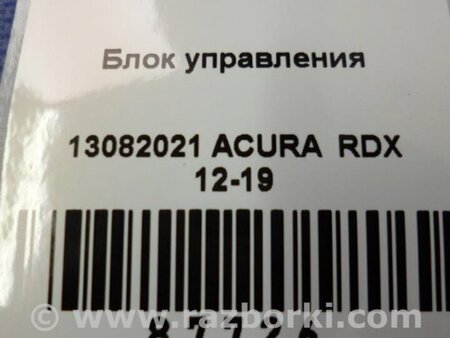 Блок управления
13082021 ACURA RDX
12-19
www.razborki.com